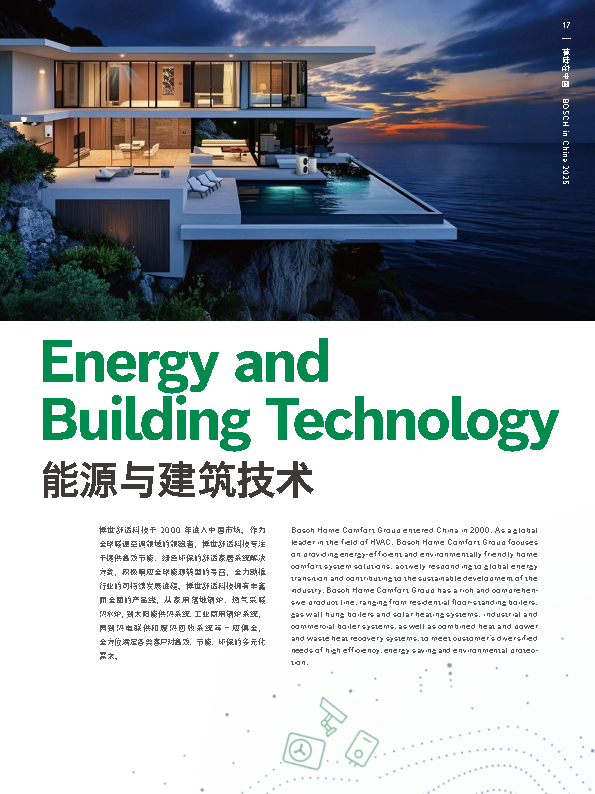 17
博世在中国 BOSCH in China 2025
Energy and
Building Technology
能源与建筑技术
博世舒适科技于 2000 年进入中国市场。作为
全球暖通空调领域的领跑者，博世舒适科技专注
于提供高效节能、绿色环保的舒适家居系统解决
方案，积极响应全球能源转型的号召，全力助推
行业的可持续发展进程。博世舒适科技拥有丰富
而全面的产品线，从家用落地锅炉、燃气采暖
热水炉，到太阳能供热系统、工业商用锅炉系统，
再到热电联供和废热回收系统等一应俱全，
全方位满足各类客户对高效、节能、环保的多元化
需求。
Bosch Home Comfort Group entered China in 2000. As a global
leader in the field of HVAC, Bosch Home Comfort Group focuses
on providing energy-efficient and environmentally friendly home
comfort system solutions, actively responding to global energy
transition and contributing to the sustainable development of the
industry. Bosch Home Comfort Group has a rich and comprehen-
sive product line, ranging from residential floor-standing boilers,
gas wall hung boilers and solar heating systems, industrial and
commercial boiler systems, as well as combined heat and power
and waste heat recovery systems, to meet customer's diversified
needs of high efficiency, energy saving and environmental protec-
tion.